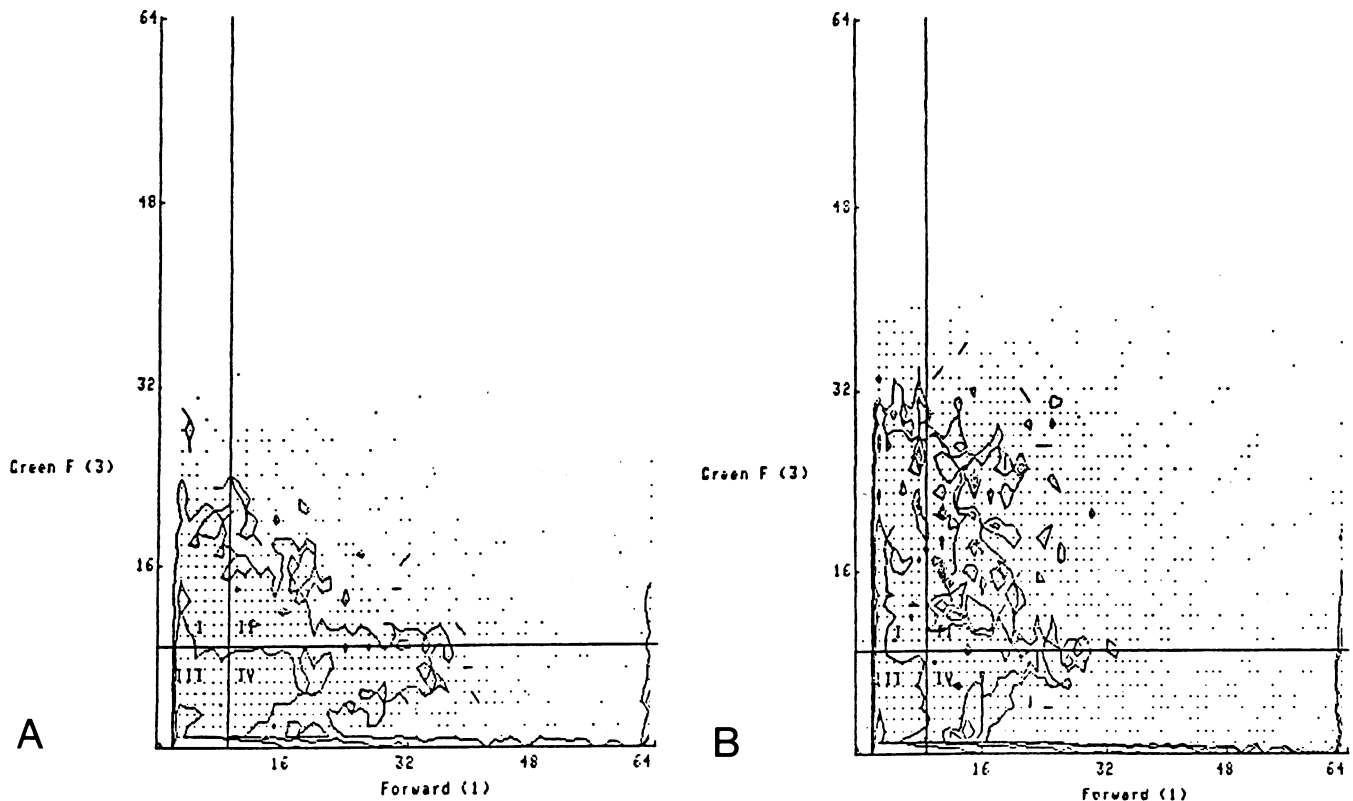 64
48
32
Green F (3)
16
I II
III IV
A
16 32 48 64
Forward (1)
64
48
32
Green F (3)
16
I II
III IV
B
16 32 48 64
Forward (1)